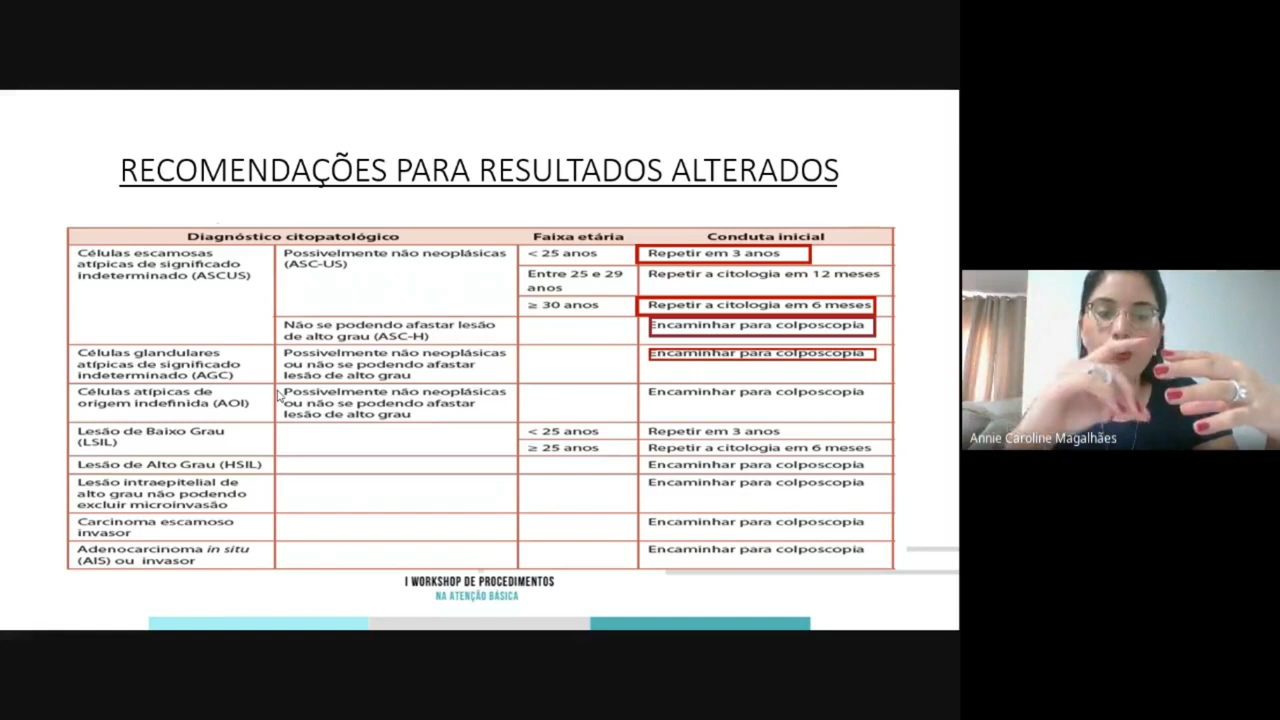 RECOMENDAÇÕES PARA RESULTADOS ALTERADOS
Diagnóstico citopatológico
Faixa etária
Conduta inicial
Células escamosas
atípicas de significado
indeterminado (ASCUS)
Possivelmente não neoplásicas
(ASC-US)
< 25 anos
Repetir em 3 anos
Entre 25 e 29
anos
Repetir a citologia em 12 meses
≥ 30 anos
Repetir a citologia em 6 meses
Não se podendo afastar lesão
de alto grau (ASC-H)
Encaminhar para colposcopia
Células glandulares
atípicas de significado
indeterminado (AGC)
Possivelmente não neoplásicas
ou não se podendo afastar
lesão de alto grau
Encaminhar para colposcopia
Células atípicas de
origem indefinida (AOI)
Possivelmente não neoplásicas
ou não se podendo afastar
lesão de alto grau
Encaminhar para colposcopia
Lesão de Baixo Grau
(LSIL)
< 25 anos
Repetir em 3 anos
≥ 25 anos
Repetir a citologia em 6 meses
Lesão de Alto Grau (HSIL)
Encaminhar para colposcopia
Lesão intraepitelial de
alto grau não podendo
excluir microinvasão
Encaminhar para colposcopia
Carcinoma escamoso
invasor
Encaminhar para colposcopia
Adenocarcinoma in situ
(AIS) ou invasor
Encaminhar para colposcopia
I WORKSHOP DE PROCEDIMENTOS
NA ATENÇÃO BÁSICA
Annie Caroline Magalhães